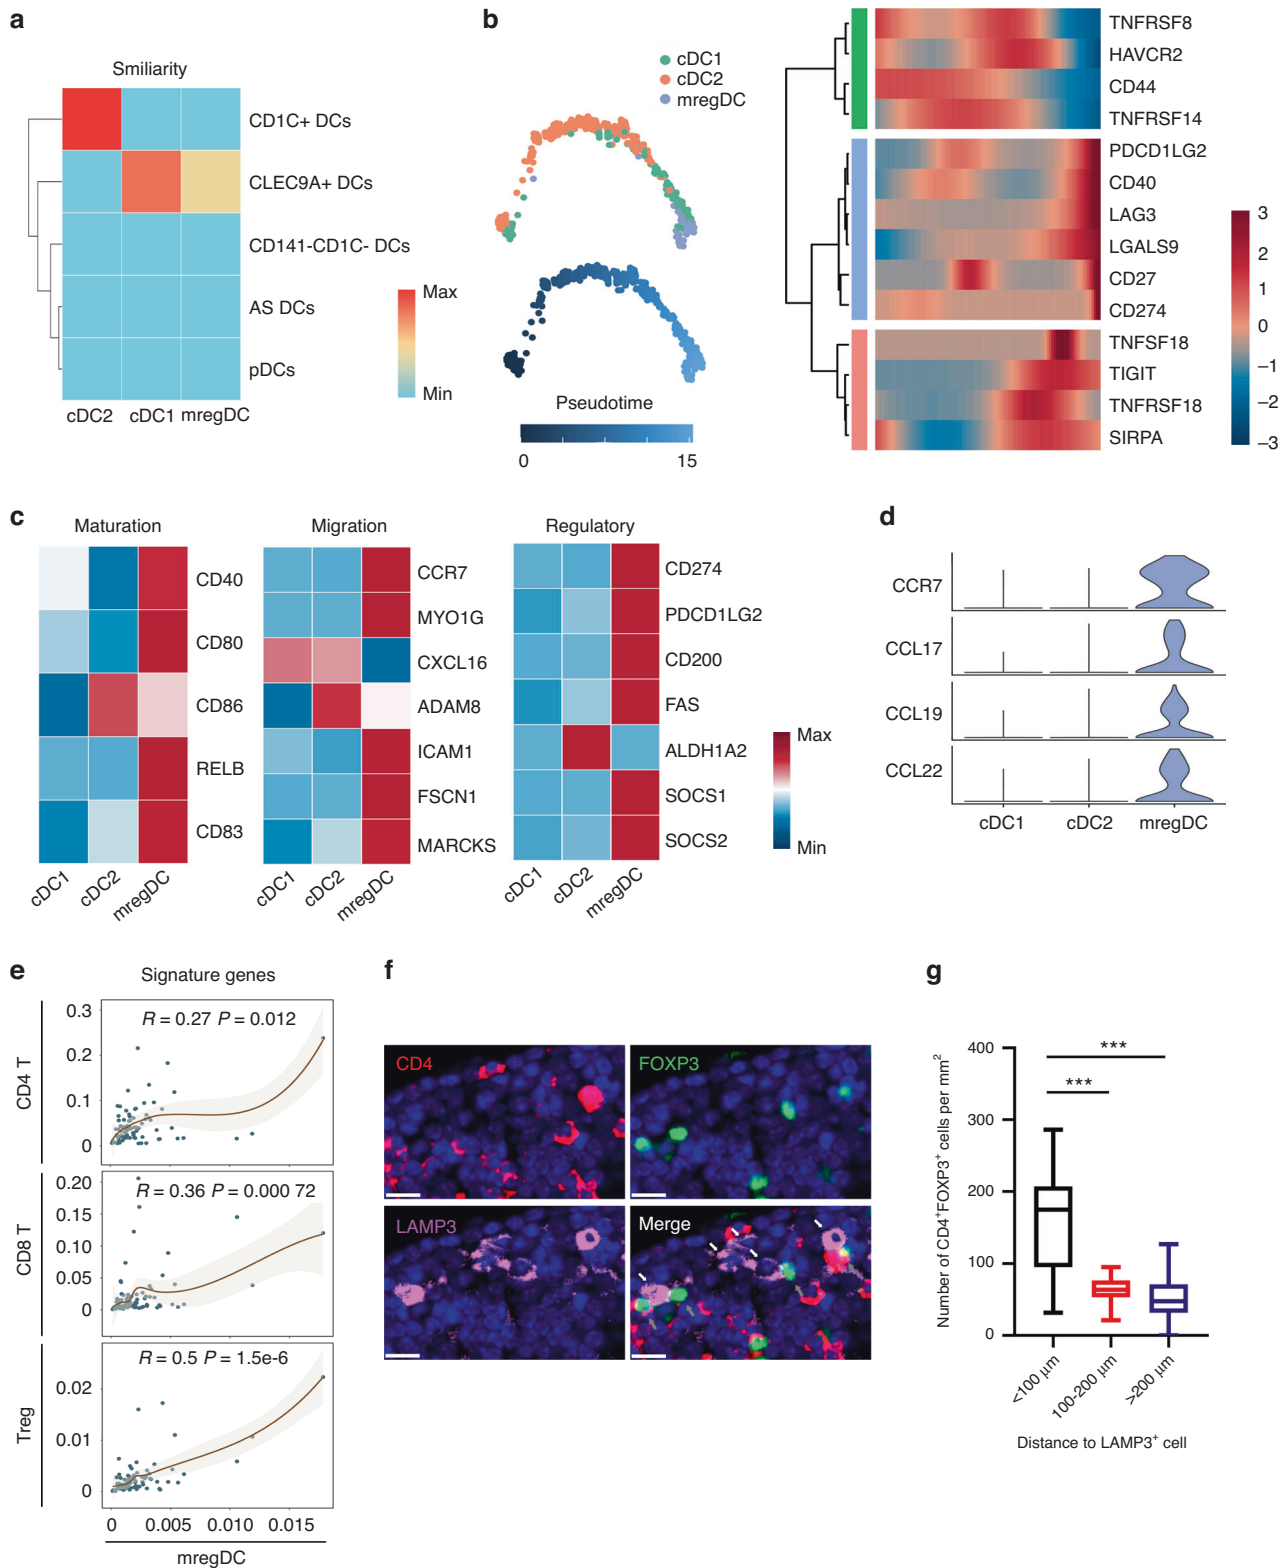 a
Smiliarity
CD1C+ DCs
CLEC9A+ DCs
CD141-CD1C- DCs
AS DCs
pDCs
cDC2 cDC1 mregDC
Max
Min
b
cDC1
cDC2
mregDC
Pseudotime
0 15
TNFRSF8
HAVCR2
CD44
TNFRSF14
PDCD1LG2
CD40
LAG3
LGALS9
CD27
CD274
TNFSF18
TIGIT
TNFRSF18
SIRPA
3
2
1
0
−1
−2
−3
c
Maturation
CD40
CD80
CD86
RELB
CD83
cDC1 cDC2 mregDC
Migration
CCR7
MYO1G
CXCL16
ADAM8
ICAM1
FSCN1
MARCKS
cDC1 cDC2 mregDC
Regulatory
CD274
PDCD1LG2
CD200
FAS
ALDH1A2
SOCS1
SOCS2
cDC1 cDC2 mregDC
Max
Min
d
CCR7
CCL17
CCL19
CCL22
cDC1 cDC2 mregDC
e
Signature genes
CD4 T
0.3
0.2
0.1
0
R = 0.27 P = 0.012
CD8 T
0.20
0.15
0.10
0.05
0
R = 0.36 P = 0.000 72
Treg
0.02
0.01
0
R = 0.5 P = 1.5e-6
0 0.005 0.010 0.015
mregDC
f
CD4
FOXP3
LAMP3
Merge
g
Number of CD4+FOXP3+ cells per mm2
400
300
200
100
0
***
***
<100 µm
100-200 µm
>200 µm
Distance to LAMP3+ cell